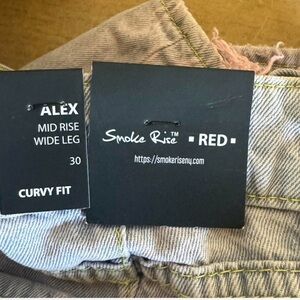 ALEX
MID RISE
WIDE LEG
30
CURVY FIT
Smoke Rise™ ▪ RED ▪
https://smokeriseny.com